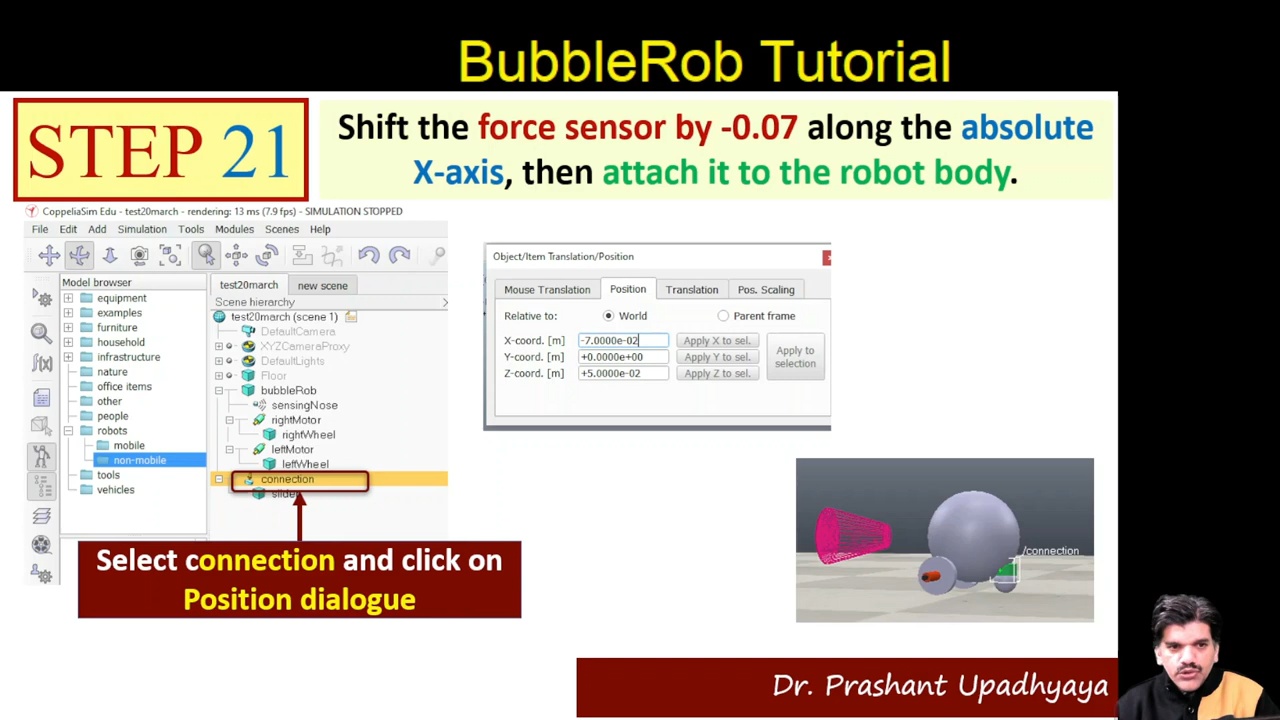 BubbleRob Tutorial
STEP 21
Shift the force sensor by -0.07 along the absolute
X-axis, then attach it to the robot body.
CoppeliaSim Edu - test20march - rendering: 13 ms (7.9 fps) - SIMULATION STOPPED
File Edit Add Simulation Tools Modules Scenes Help
Model browser
equipment
examples
furniture
household
infrastructure
nature
office items
other
people
robots
mobile
non-mobile
tools
vehicles
test20march new scene
Scene hierarchy
test20march (scene 1)
DefaultCamera
XYZCameraProxy
DefaultLights
Floor
bubbleRob
sensingNose
rightMotor
rightWheel
leftMotor
leftWheel
connection
slider
Object/Item Translation/Position
Mouse Translation Position Translation Pos. Scaling
Relative to: World Parent frame
X-coord. [m] -7.0000e-02 Apply X to sel.
Y-coord. [m] +0.0000e+00 Apply Y to sel.
Z-coord. [m] +5.0000e-02 Apply Z to sel.
Apply to
selection
/connection
Select connection and click on
Position dialogue
Dr. Prashant Upadhyaya